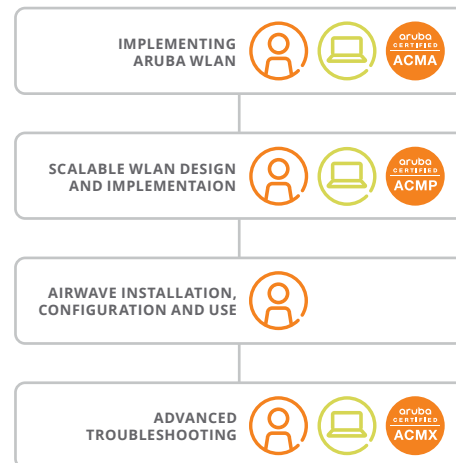 IMPLEMENTING
ARUBA WLAN
aruba
CERTIFIED
ACMA
SCALABLE WLAN DESIGN
AND IMPLEMENTAION
aruba
CERTIFIED
ACMP
AIRWAVE INSTALLATION,
CONFIGURATION AND USE
ADVANCED
TROUBLESHOOTING
aruba
CERTIFIED
ACMX